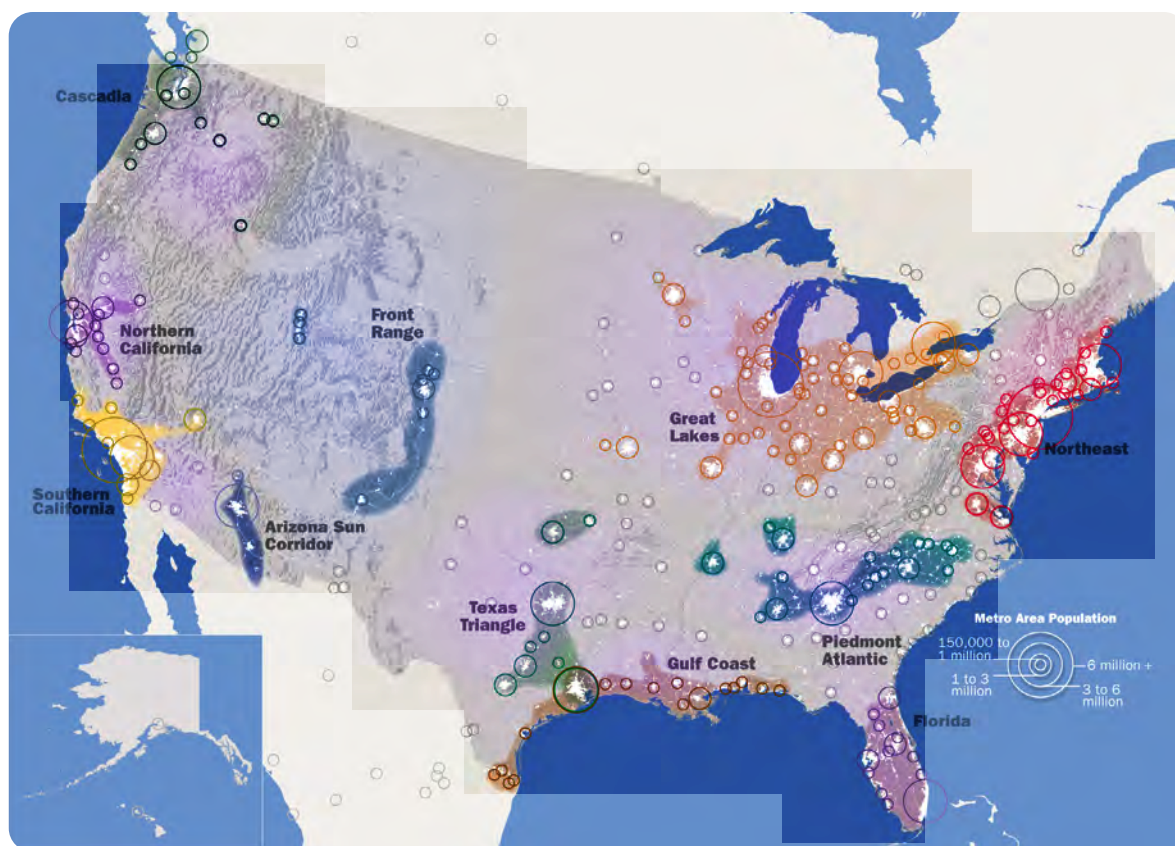 Cascadia
Northern
California
Front
Range
Great
Lakes
Northeast
Southern
California
Arizona Sun
Corridor
Texas
Triangle
Gulf Coast
Piedmont
Atlantic
Florida
Metro Area Population
150,000 to
1 million
6 million +
1 to 3
million
3 to 6
million